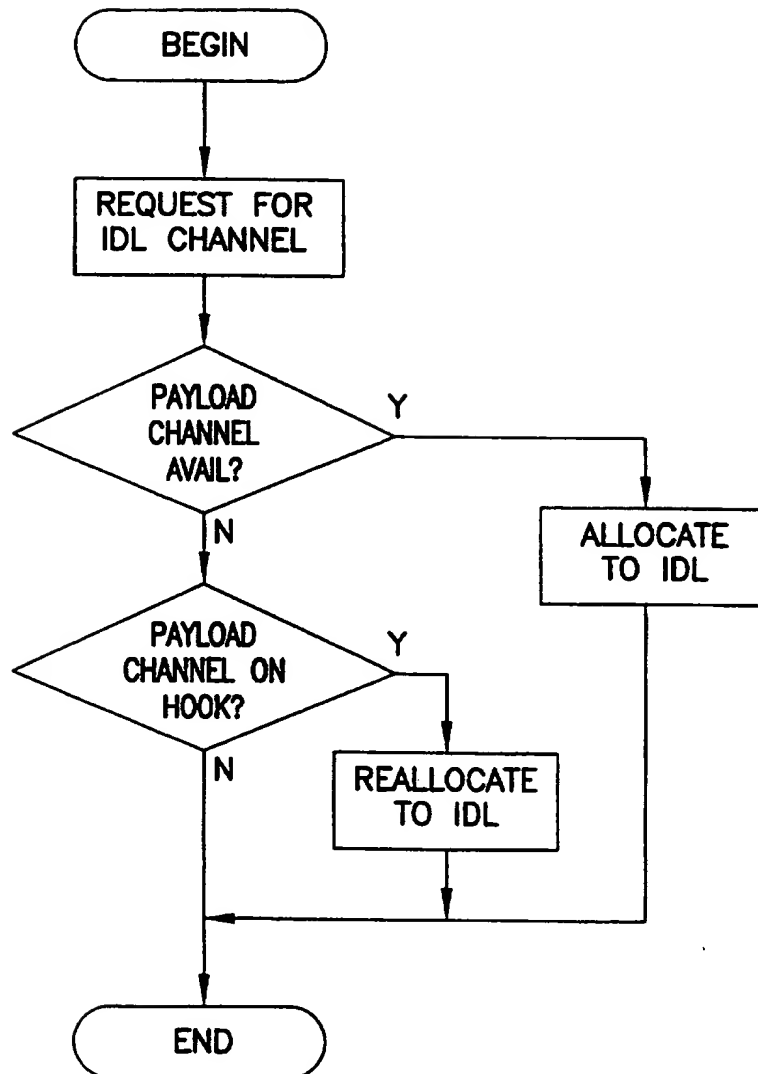 BEGIN
REQUEST FOR
IDL CHANNEL
PAYLOAD
CHANNEL
AVAIL?
Y
N
ALLOCATE
TO IDL
PAYLOAD
CHANNEL ON
HOOK?
Y
N
REALLOCATE
TO IDL
END